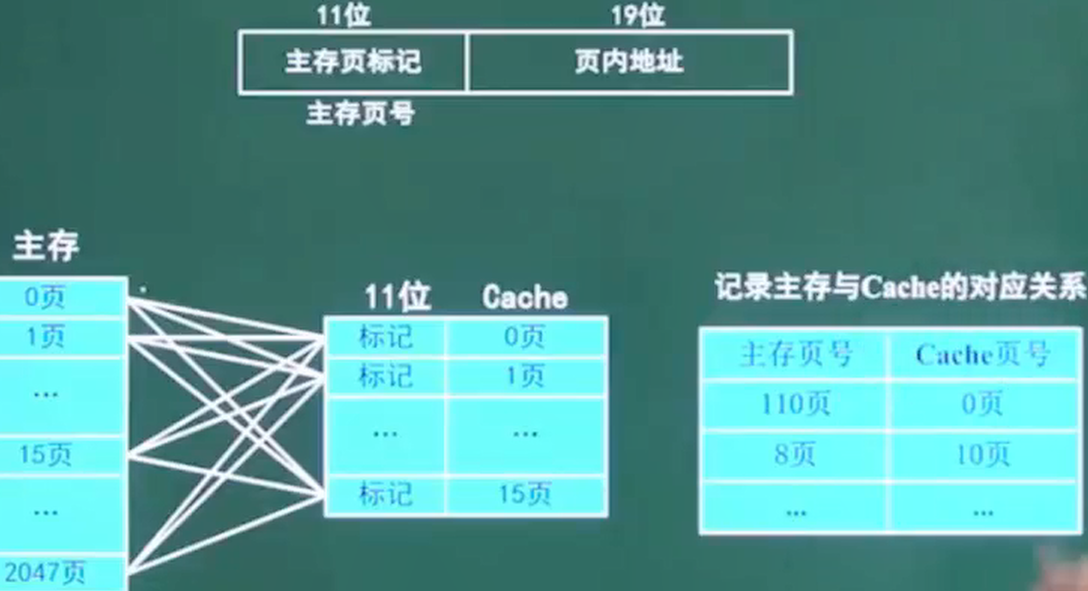 11位 19位
主存页标记 页内地址
主存页号
主存
0页
1页
...
15页
...
2047页
11位 Cache
标记 0页
标记 1页
... ...
标记 15页
记录主存与Cache的对应关系
主存页号 Cache页号
110页 0页
8页 10页
... ...